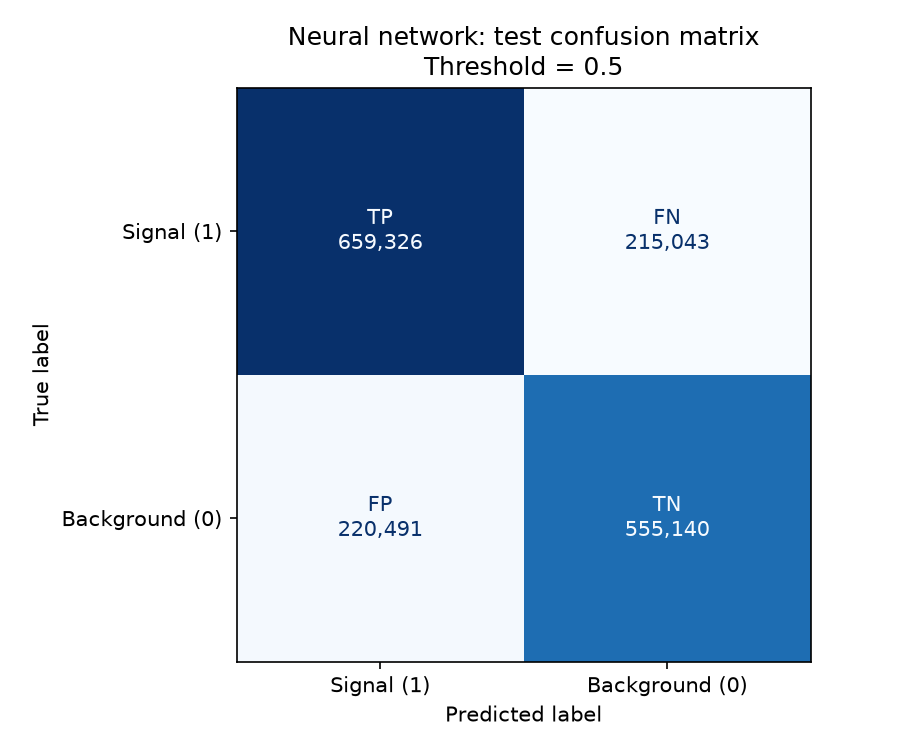 Neural network: test confusion matrix
Threshold = 0.5
True label
Signal (1)
TP
659,326
FN
215,043
Background (0)
FP
220,491
TN
555,140
Signal (1)
Background (0)
Predicted label